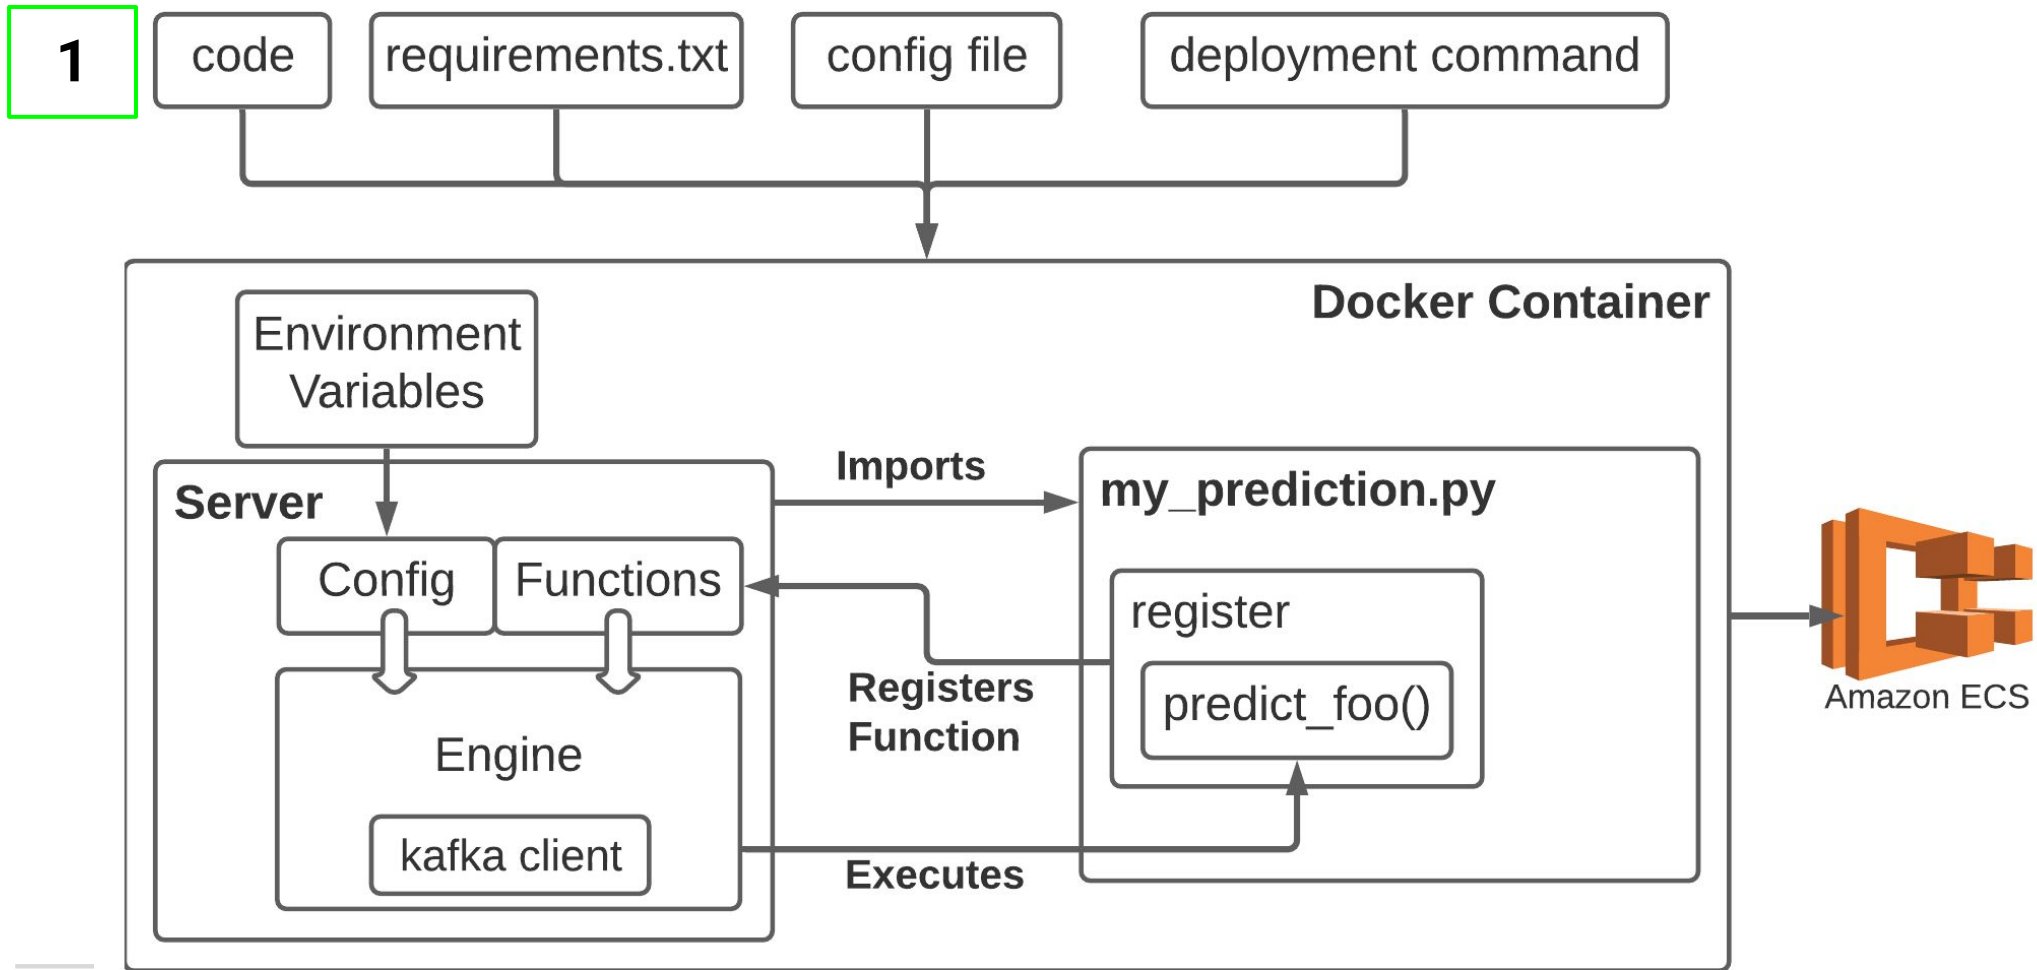 1
code
requirements.txt
config file
deployment command
Docker Container
Environment
Variables
Server
Imports
my_prediction.py
Config
Functions
register
Registers
Function
predict_foo()
Engine
kafka client
Executes
Amazon ECS